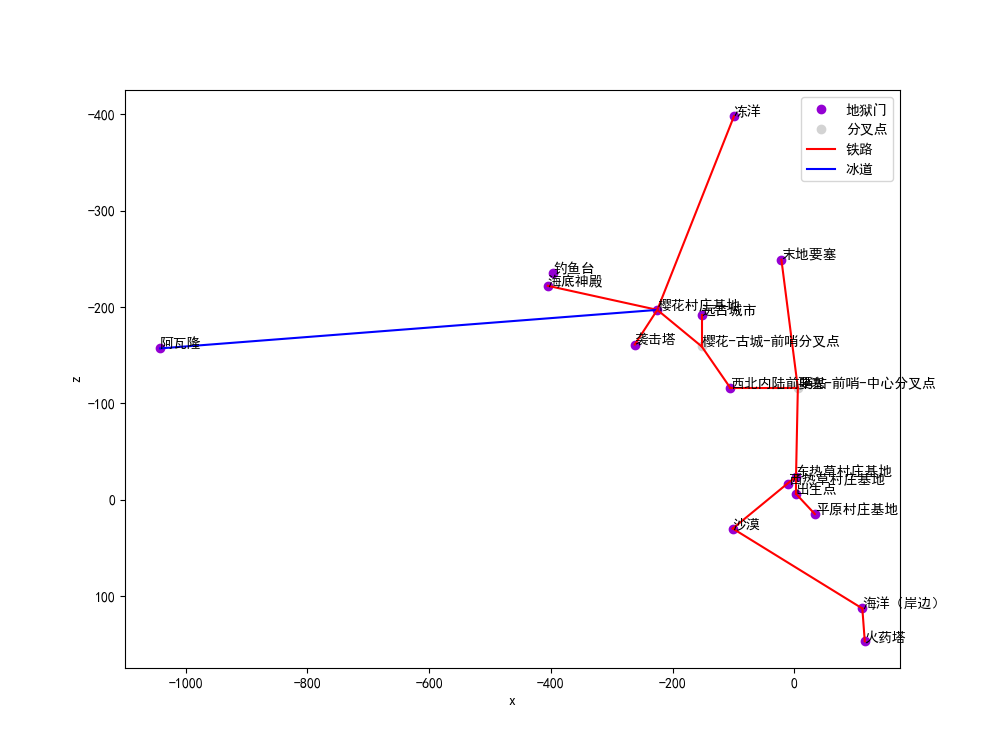 地狱门
分叉点
铁路
冰道
冻洋
末地要塞
钓鱼台
海底神殿
樱花村庄基地
远古城市
阿瓦隆
袭击塔
樱花-古城-前哨分叉点
西北内陆前哨站
要塞-前哨-中心分叉点
东热草村庄基地
西热草村庄基地
出生点
平原村庄基地
沙漠
海洋（岸边）
火药塔
−400
−300
−200
−100
0
100
z
−1000
−800
−600
−400
−200
0
x